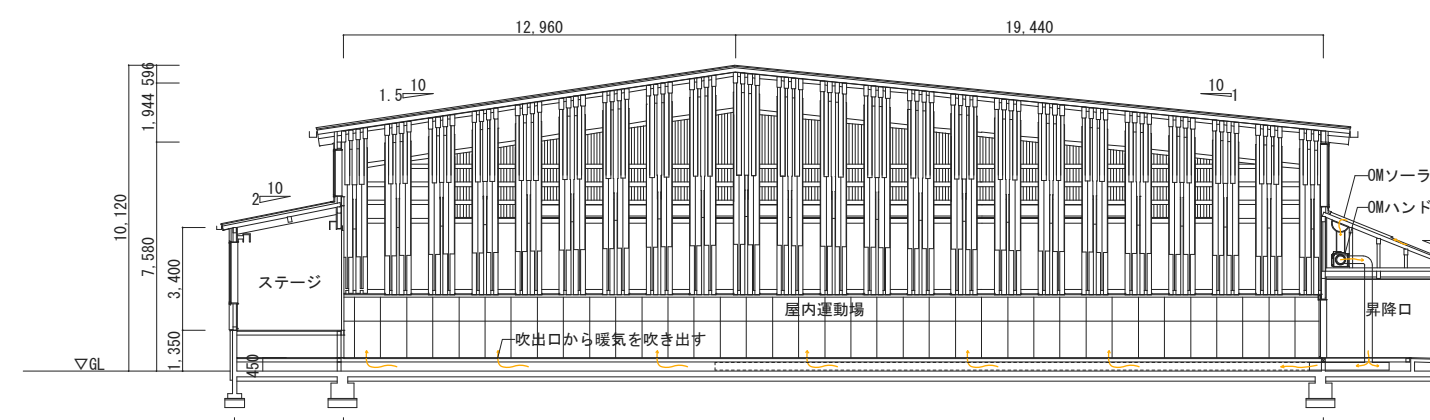 12,960
19,440
596
1,944
10,120
7,580
3,400
1,350
450
10
1.5
10
1
10
2
OMソーラ
OMハンド
ステージ
屋内運動場
昇降口
吹出口から暖気を吹き出す
▽GL